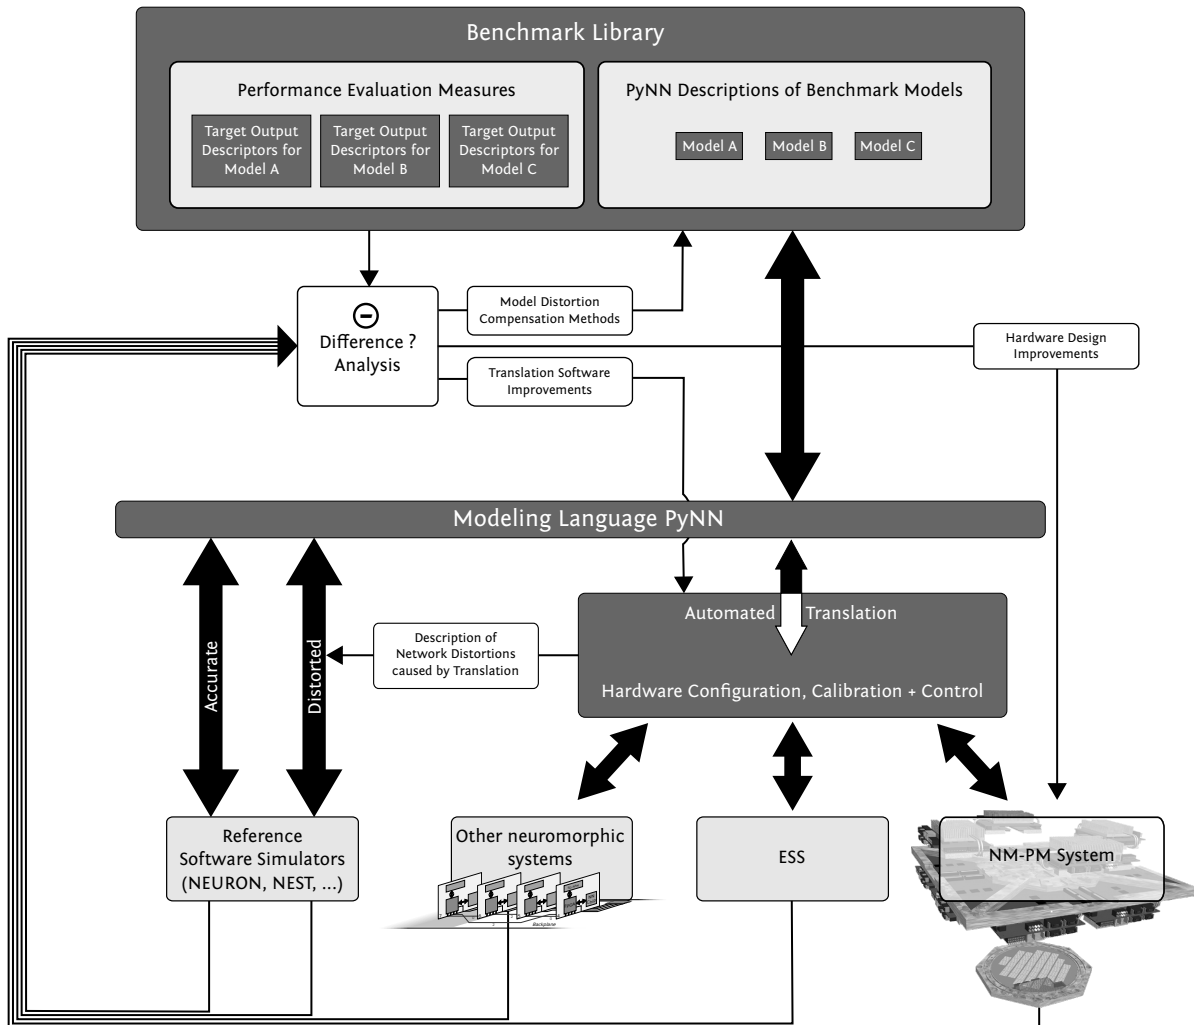 Benchmark Library
Performance Evaluation Measures
Target Output
Descriptors for
Model A
Target Output
Descriptors for
Model B
Target Output
Descriptors for
Model C
PyNN Descriptions of Benchmark Models
Model A
Model B
Model C
Difference ?
Analysis
Model Distortion
Compensation Methods
Translation Software
Improvements
Hardware Design
Improvements
Modeling Language PyNN
Accurate
Distorted
Description of
Network Distortions
caused by Translation
Automated Translation
Hardware Configuration, Calibration + Control
Reference
Software Simulators
(NEURON, NEST, ...)
Other neuromorphic
systems
Backplane
ESS
NM-PM System